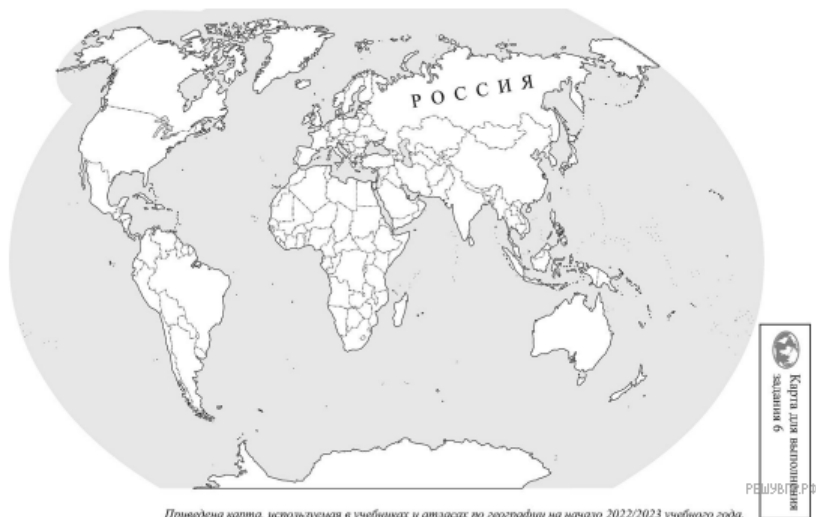 РОССИЯ
Карта для выполнения
задания 6
РЕШУВПР.РФ
Приведена карта, используемая в учебниках и атласах по географии на начало 2022/2023 учебного года.